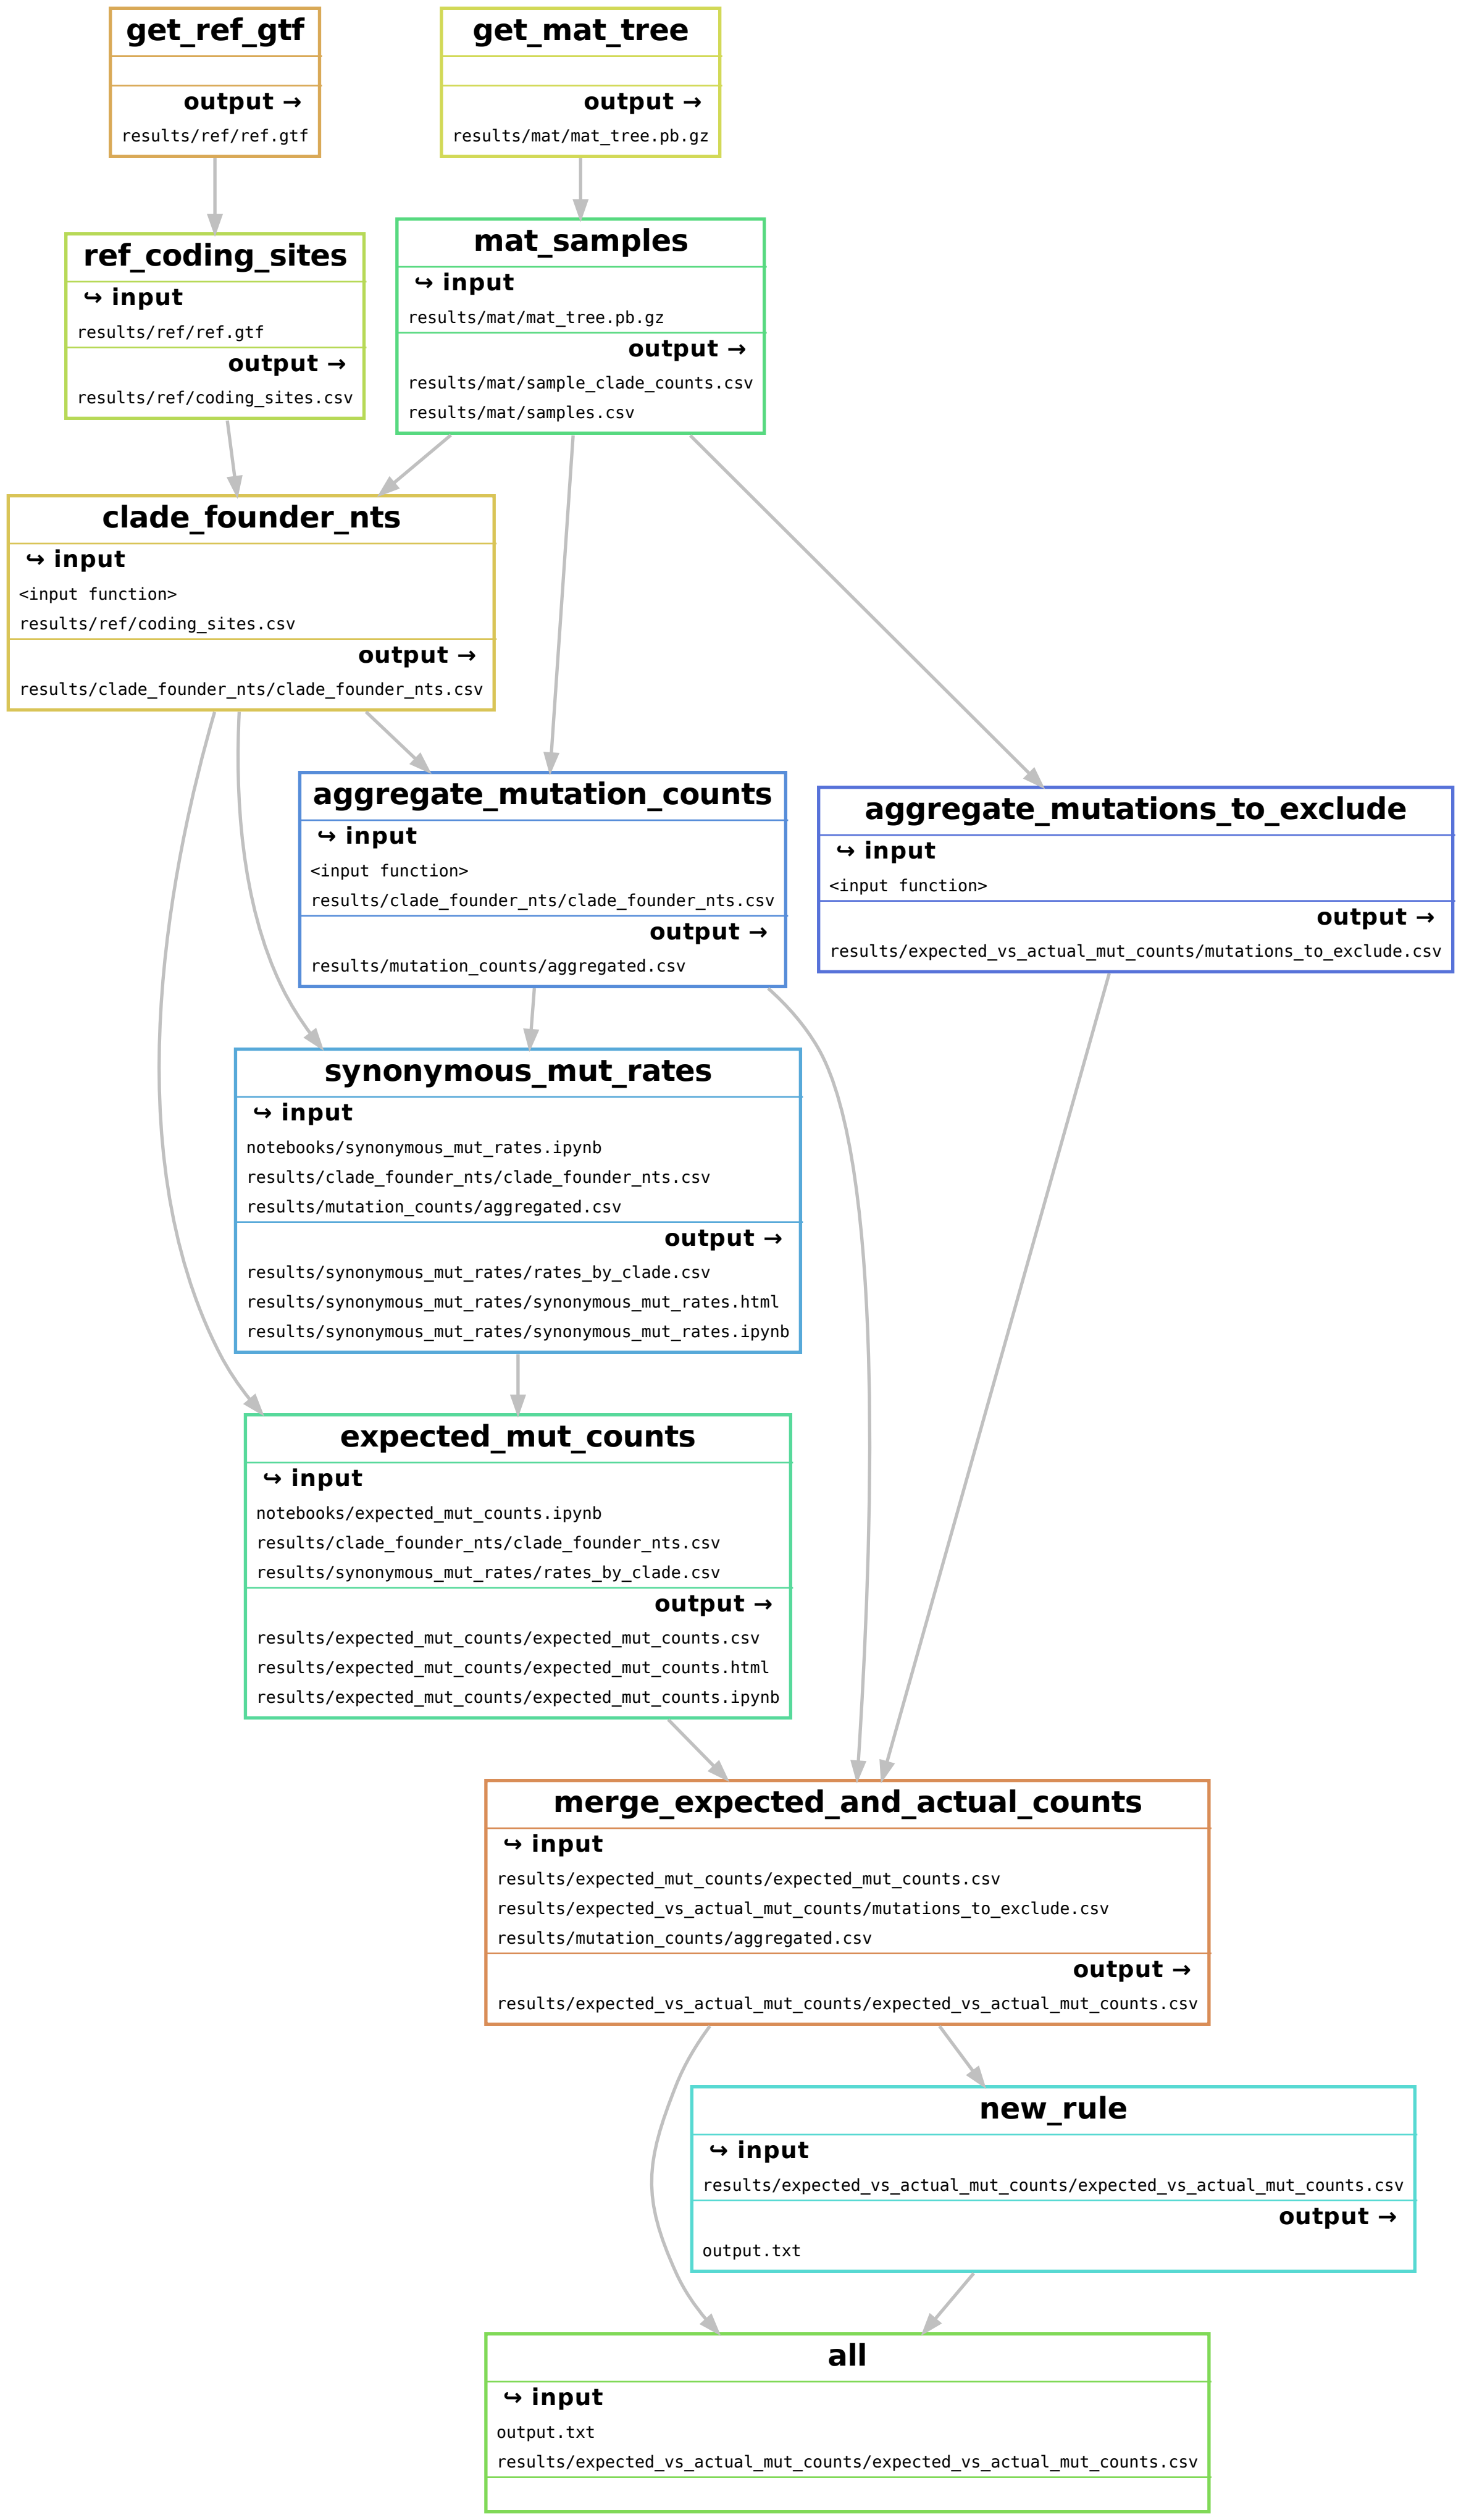 get_ref_gtf
output →
results/ref/ref.gtf
get_mat_tree
output →
results/mat/mat_tree.pb.gz
ref_coding_sites
↪ input
results/ref/ref.gtf
output →
results/ref/coding_sites.csv
mat_samples
↪ input
results/mat/mat_tree.pb.gz
output →
results/mat/sample_clade_counts.csv
results/mat/samples.csv
clade_founder_nts
↪ input
<input function>
results/ref/coding_sites.csv
output →
results/clade_founder_nts/clade_founder_nts.csv
aggregate_mutation_counts
↪ input
<input function>
results/clade_founder_nts/clade_founder_nts.csv
output →
results/mutation_counts/aggregated.csv
aggregate_mutations_to_exclude
↪ input
<input function>
output →
results/expected_vs_actual_mut_counts/mutations_to_exclude.csv
synonymous_mut_rates
↪ input
notebooks/synonymous_mut_rates.ipynb
results/clade_founder_nts/clade_founder_nts.csv
results/mutation_counts/aggregated.csv
output →
results/synonymous_mut_rates/rates_by_clade.csv
results/synonymous_mut_rates/synonymous_mut_rates.html
results/synonymous_mut_rates/synonymous_mut_rates.ipynb
expected_mut_counts
↪ input
notebooks/expected_mut_counts.ipynb
results/clade_founder_nts/clade_founder_nts.csv
results/synonymous_mut_rates/rates_by_clade.csv
output →
results/expected_mut_counts/expected_mut_counts.csv
results/expected_mut_counts/expected_mut_counts.html
results/expected_mut_counts/expected_mut_counts.ipynb
merge_expected_and_actual_counts
↪ input
results/expected_mut_counts/expected_mut_counts.csv
results/expected_vs_actual_mut_counts/mutations_to_exclude.csv
results/mutation_counts/aggregated.csv
output →
results/expected_vs_actual_mut_counts/expected_vs_actual_mut_counts.csv
new_rule
↪ input
results/expected_vs_actual_mut_counts/expected_vs_actual_mut_counts.csv
output →
output.txt
all
↪ input
output.txt
results/expected_vs_actual_mut_counts/expected_vs_actual_mut_counts.csv